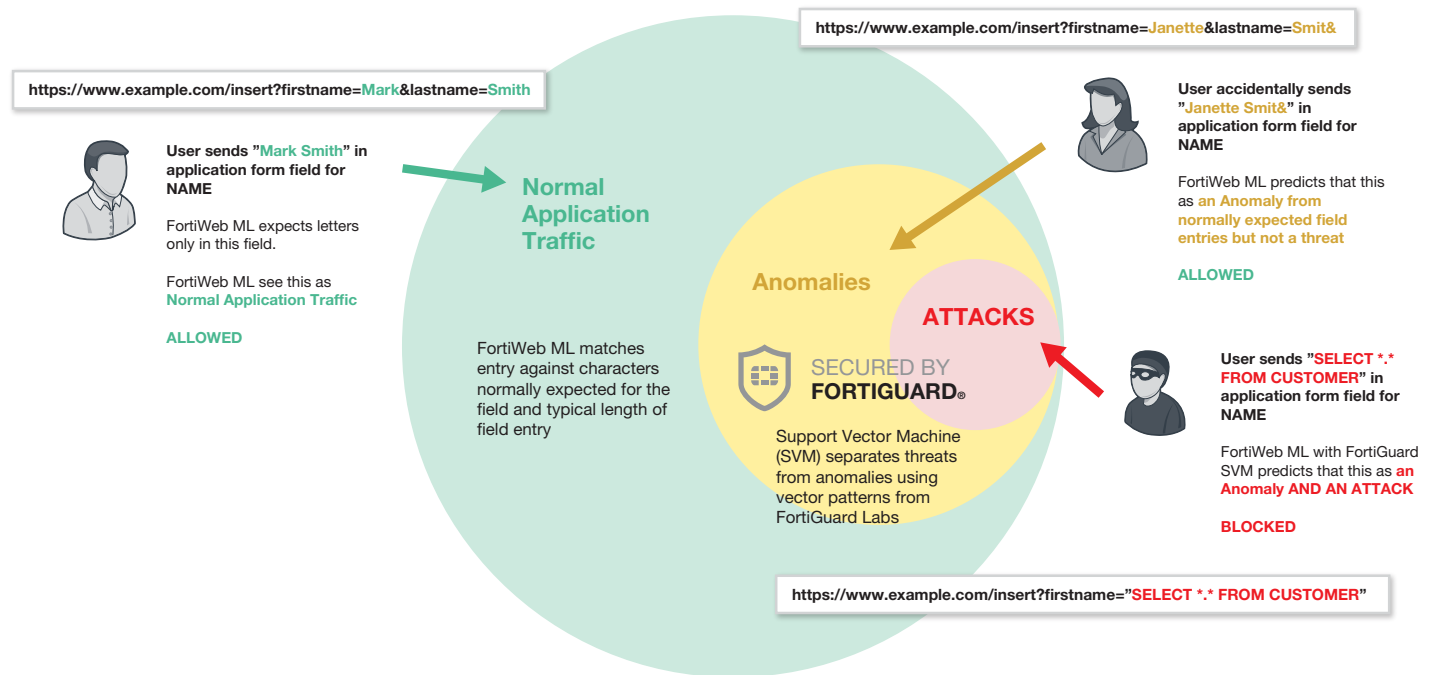 https://www.example.com/insert?firstname=Janette&lastname=Smit&
https://www.example.com/insert?firstname=Mark&lastname=Smith
User sends ”Mark Smith” in
application form field for
NAME
FortiWeb ML expects letters
only in this field.
FortiWeb ML see this as
Normal Application Traffic
ALLOWED
Normal
Application
Traffic
FortiWeb ML matches
entry against characters
normally expected for the
field and typical length of
field entry
Anomalies
ATTACKS
SECURED BY
FORTIGUARD®
Support Vector Machine
(SVM) separates threats
from anomalies using
vector patterns from
FortiGuard Labs
User accidentally sends
”Janette Smit&” in
application form field for
NAME
FortiWeb ML predicts that this
as an Anomaly from
normally expected field
entries but not a threat
ALLOWED
User sends ”SELECT *.*
FROM CUSTOMER” in
application form field for
NAME
FortiWeb ML with FortiGuard
SVM predicts that this as an
Anomaly AND AN ATTACK
BLOCKED
https://www.example.com/insert?firstname=”SELECT *.* FROM CUSTOMER”